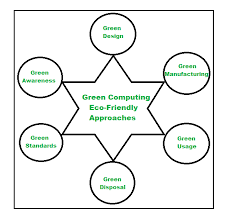 Green
Design
Green
Awareness
Green
Manufacturing
Green Computing
Eco-Friendly
Approaches
Green
Standards
Green
Usage
Green
Disposal